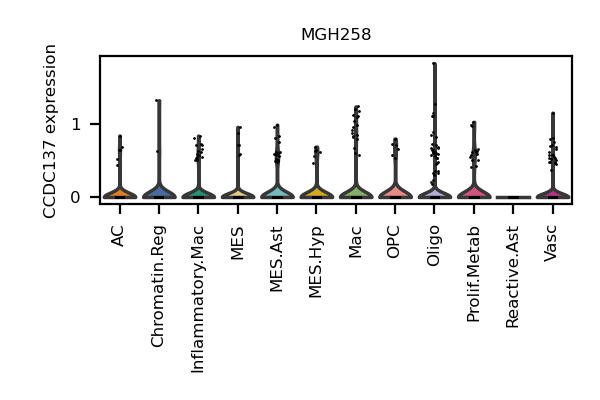 MGH258
CCDC137 expression
1
0
AC
Chromatin.Reg
Inflammatory.Mac
MES
MES.Ast
MES.Hyp
Mac
OPC
Oligo
Prolif.Metab
Reactive.Ast
Vasc